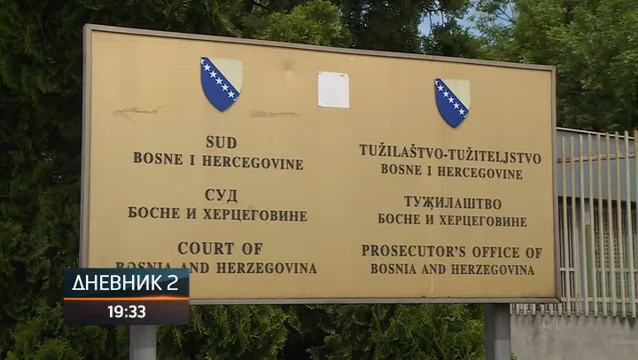 SUD
BOSNE I HERCEGOVINE
СУД
БОСНЕ И ХЕРЦЕГОВИНЕ
COURT OF
BOSNIA AND HERZEGOVINA
TUŽILAŠTVO-TUŽITELJSTVO
BOSNE I HERCEGOVINE
ТУЖИЛАШТВО
БОСНЕ И ХЕРЦЕГОВИНЕ
PROSECUTOR'S OFFICE OF
BOSNIA AND HERZEGOVINA
ДНЕВНИК 2
19:33